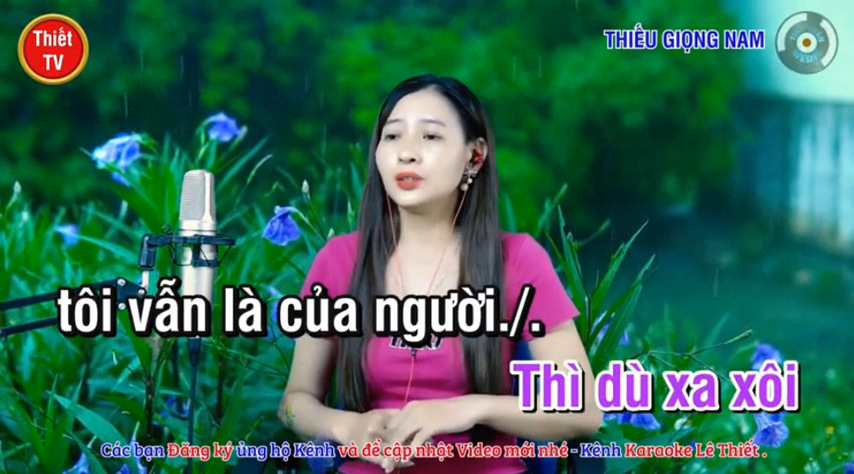 Thiết
TV
THIẾU GIỌNG NAM
tôi vẫn là của người./.
Thì dù xa xôi
Các bạn Đăng ký ủng hộ Kênh và để cập nhật Video mới nhé - Kênh Karaoke Lê Thiết .